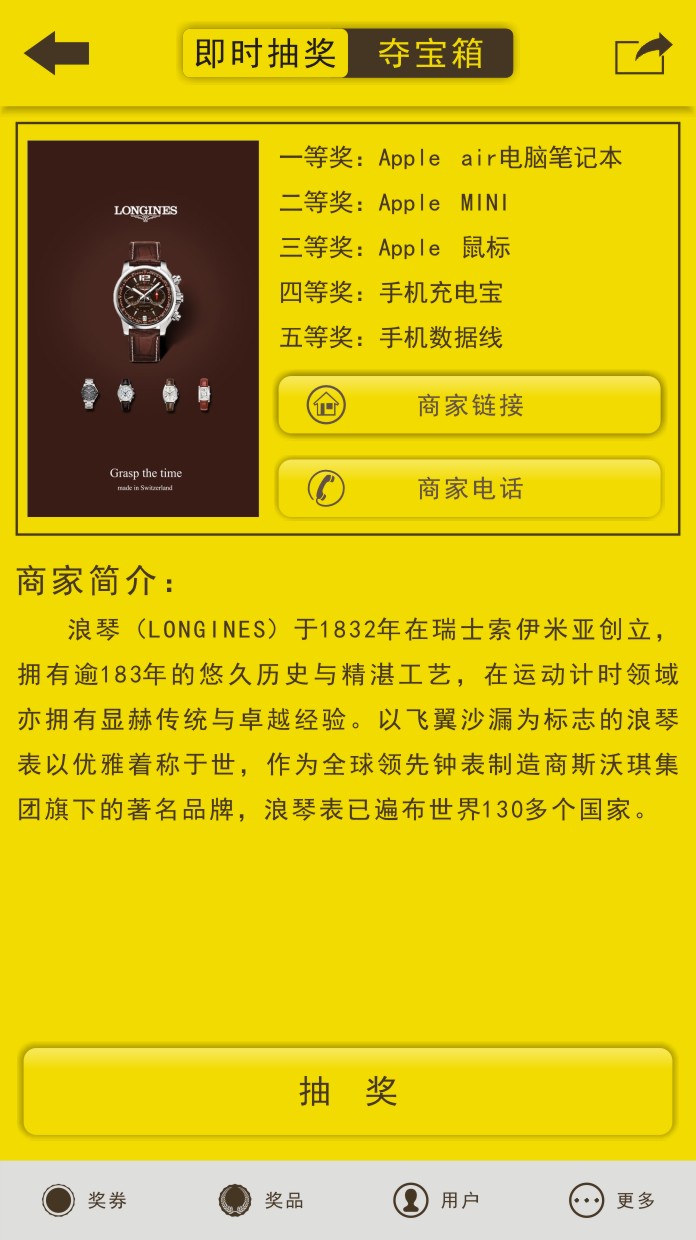 即时抽奖 夺宝箱
LONGINES
Grasp the time
made in Switzerland
一等奖：Apple air电脑笔记本
二等奖：Apple MINI
三等奖：Apple 鼠标
四等奖：手机充电宝
五等奖：手机数据线
商家链接
商家电话
商家简介：
浪琴（LONGINES）于1832年在瑞士索伊米亚创立，
拥有逾183年的悠久历史与精湛工艺，在运动计时领域
亦拥有显赫传统与卓越经验。以飞翼沙漏为标志的浪琴
表以优雅着称于世，作为全球领先钟表制造商斯沃琪集
团旗下的著名品牌，浪琴表已遍布世界130多个国家。
抽 奖
奖券 奖品 用户 更多